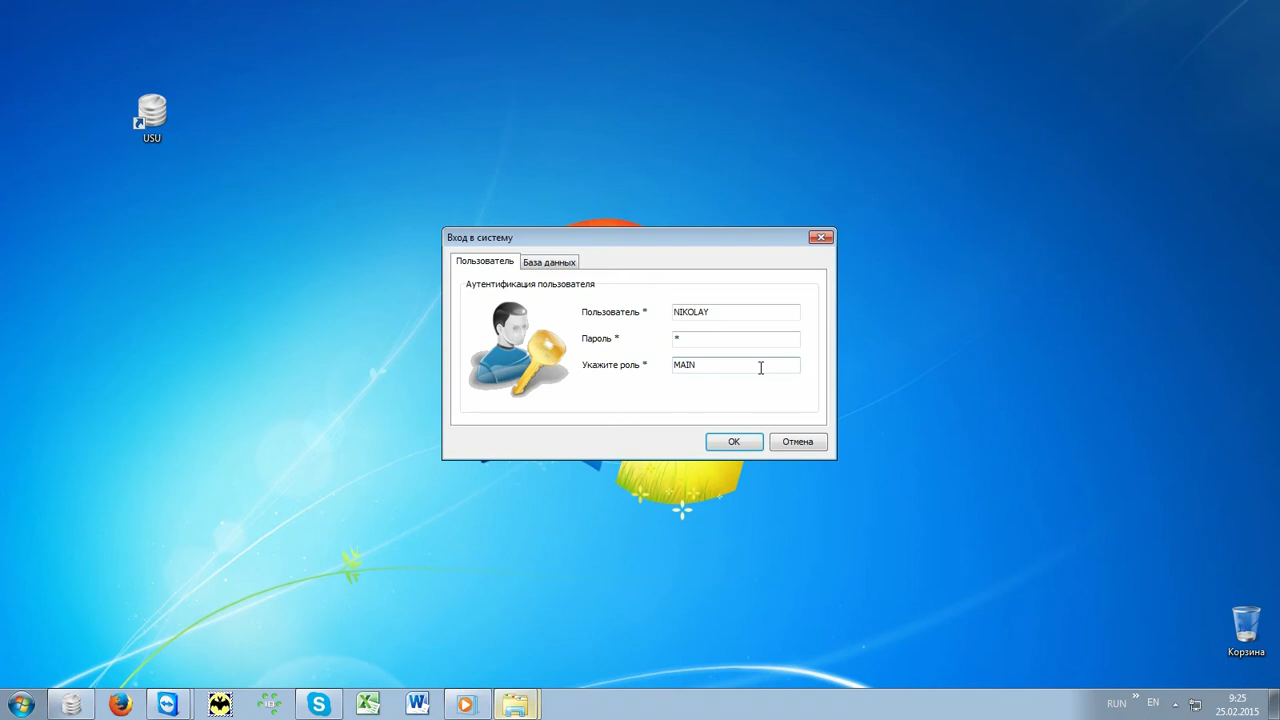 USU
Вход в систему
Пользователь
База данных
Аутентификация пользователя
Пользователь *
NIKOLAY
Пароль *
*
Укажите роль *
MAIN
OK
Отмена
Корзина
RUN
EN
9:25
25.02.2015